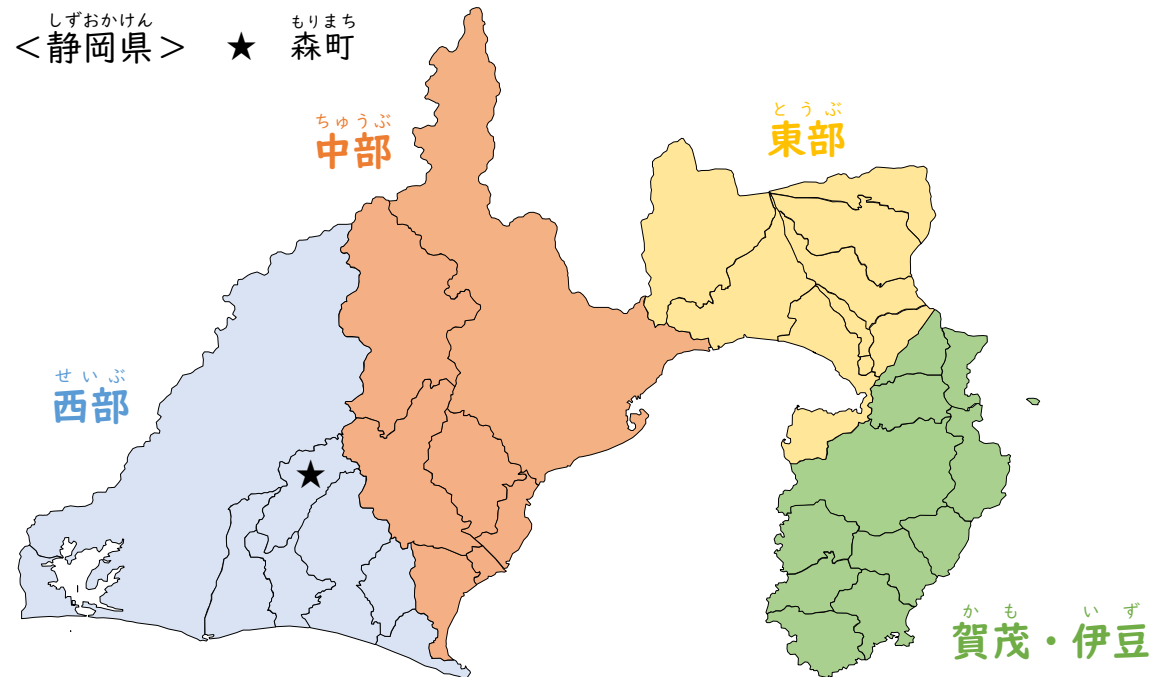 しずおかけん もりまち
＜静岡県＞ ★ 森町
ちゅうぶ
中部
とうぶ
東部
せいぶ
西部
かも いず
賀茂・伊豆